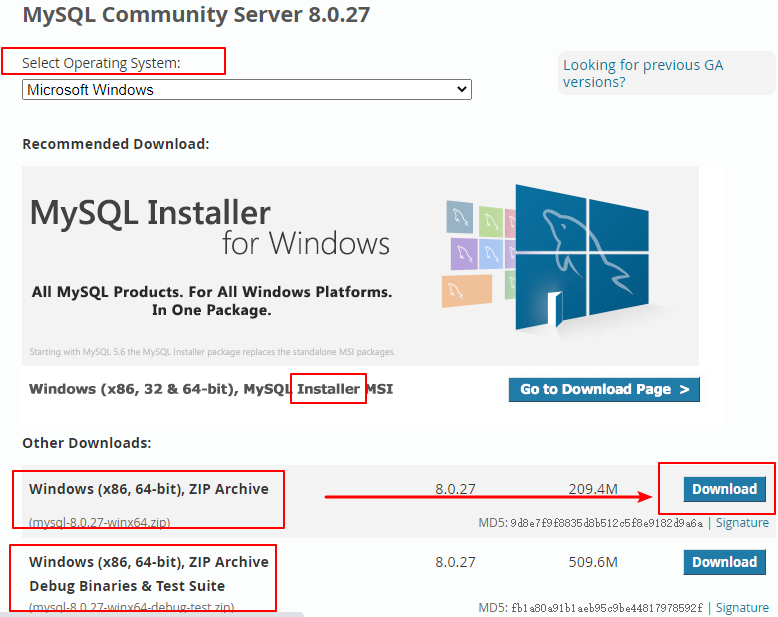 MySQL Community Server 8.0.27
Select Operating System:
Looking for previous GA
versions?
Microsoft Windows
Recommended Download:
MySQL Installer
for Windows
All MySQL Products. For All Windows Platforms.
In One Package.
Starting with MySQL 5.6 the MySQL Installer package replaces the standalone MSI packages.
Windows (x86, 32 & 64-bit), MySQL Installer MSI
Go to Download Page >
Other Downloads:
Windows (x86, 64-bit), ZIP Archive 8.0.27 209.4M Download
(mysql-8.0.27-winx64.zip) MD5: 9d8e7f9f8835d8b512c5f8e9182d9a6a | Signature
Windows (x86, 64-bit), ZIP Archive 8.0.27 509.6M Download
Debug Binaries & Test Suite
(mysql-8.0.27-winx64-debug-test.zip) MD5: fb1a80a91b1aeb95c9be44817978592f | Signature